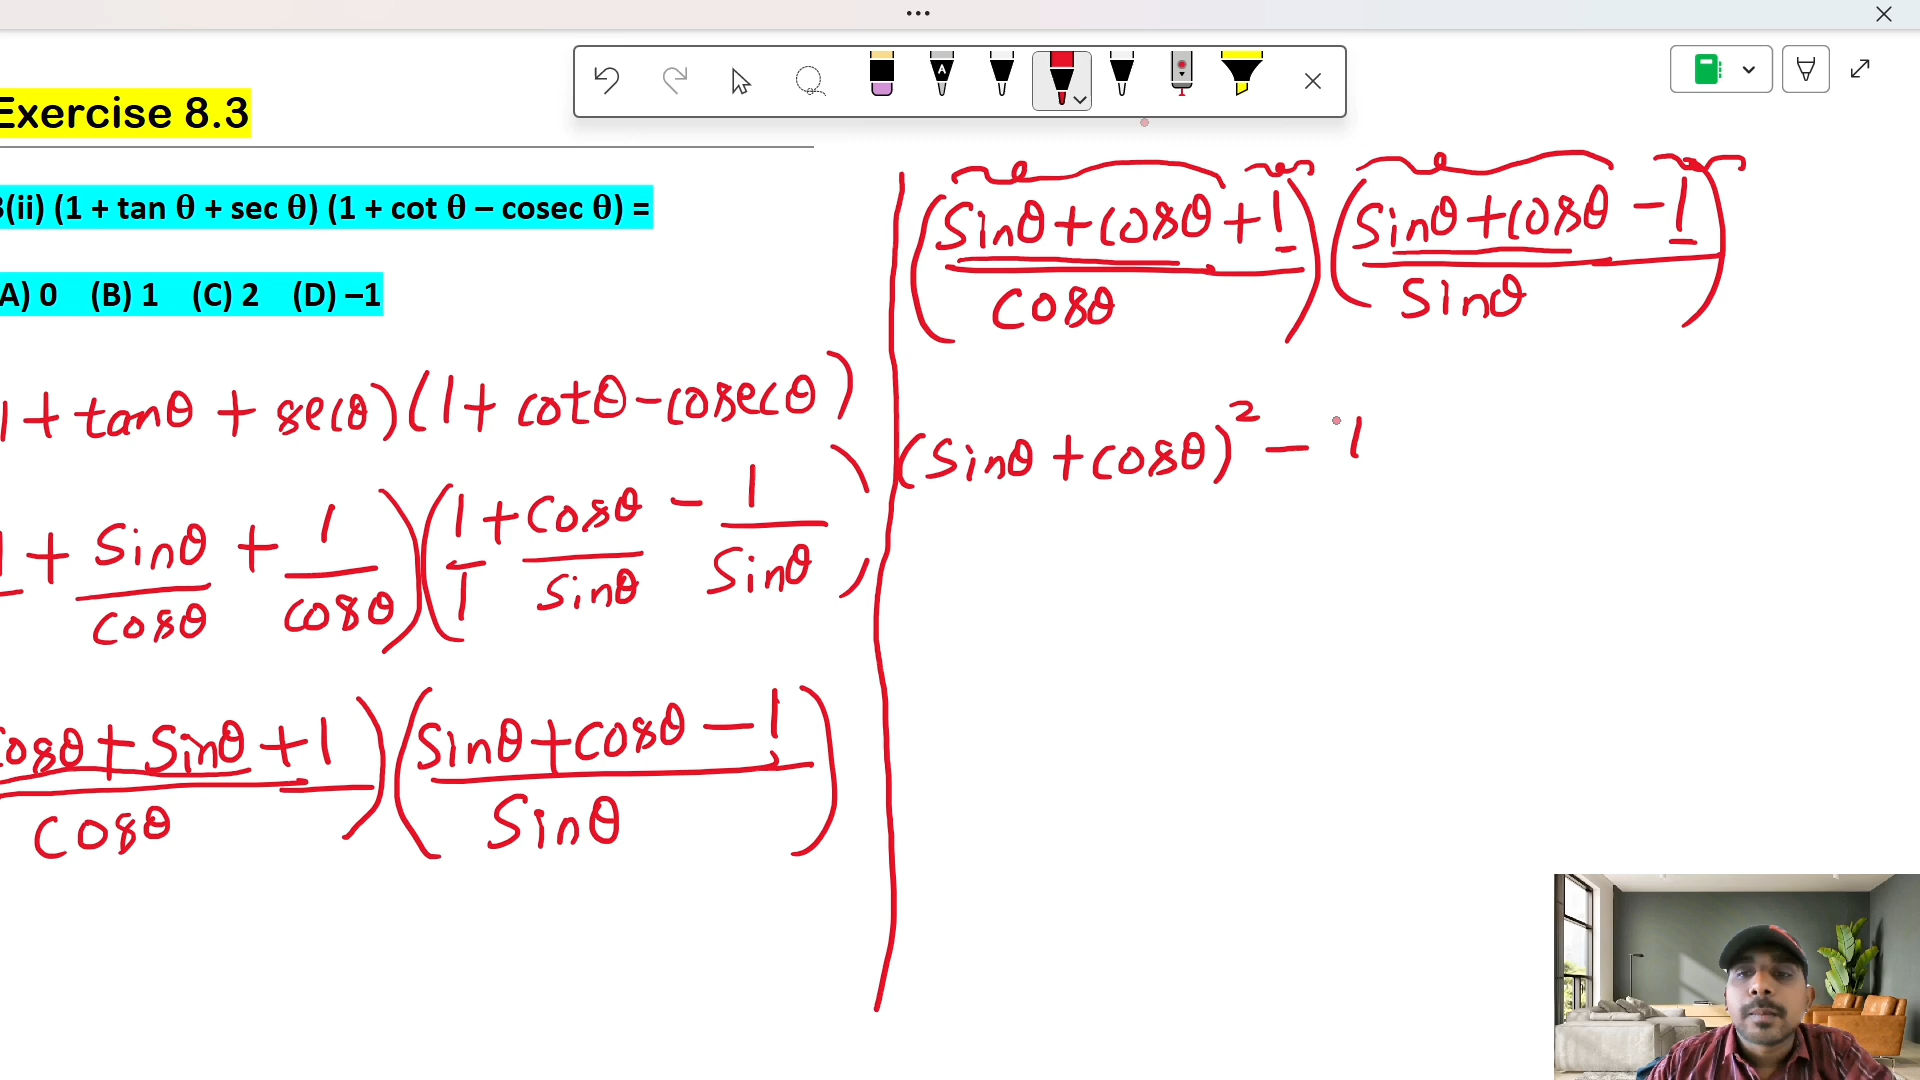 Exercise 8.3
3(ii) (1 + tan θ + sec θ) (1 + cot θ – cosec θ) =
A) 0 (B) 1 (C) 2 (D) –1
1 + tanθ + secθ) (1 + cotθ - cosecθ)
1 + Sinθ + 1) (1 + Cosθ - 1)
1 cosθ cosθ 1 sinθ Sinθ
Cosθ + Sinθ + 1) (Sinθ + Cosθ - 1)
Cosθ Sinθ
(Sinθ + Cosθ + 1) (Sinθ + Cosθ - 1)
Cosθ Sinθ
(Sinθ + Cosθ)² - 1